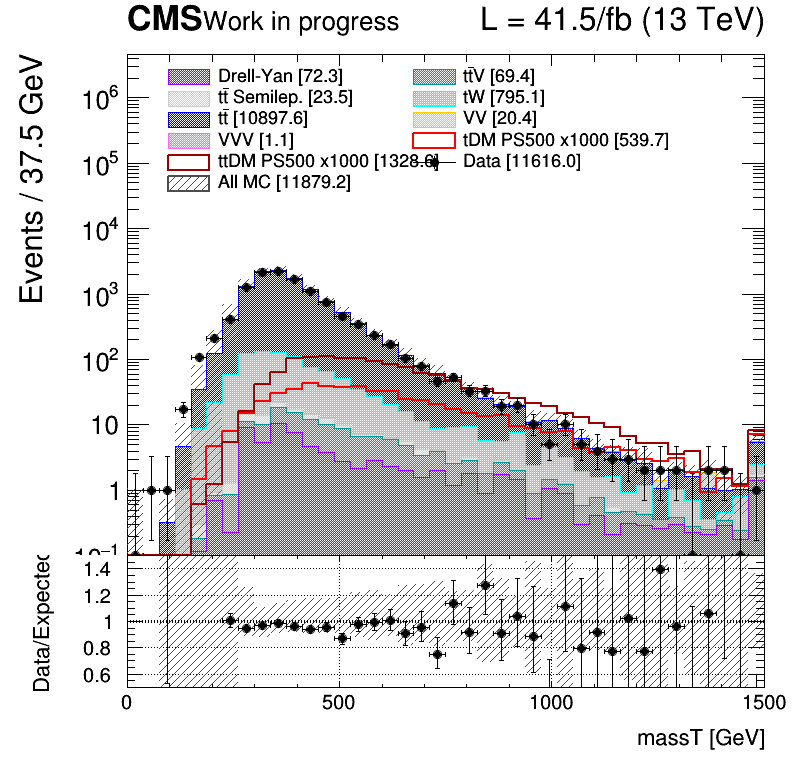 CMS Work in progress L = 41.5/fb (13 TeV)
Events / 37.5 GeV
Drell-Yan [72.3] tt̄V [69.4]
tt̄ Semilep. [23.5] tW [795.1]
tt̄ [10897.6] VV [20.4]
VVV [1.1] tDM PS500 x1000 [539.7]
ttDM PS500 x1000 [1328.6] Data [11616.0]
All MC [11879.2]
10⁶
10⁵
10⁴
10³
10²
10
1
10⁻¹
Data/Expected
1.4
1.2
1
0.8
0.6
0 500 1000 1500
massT [GeV]